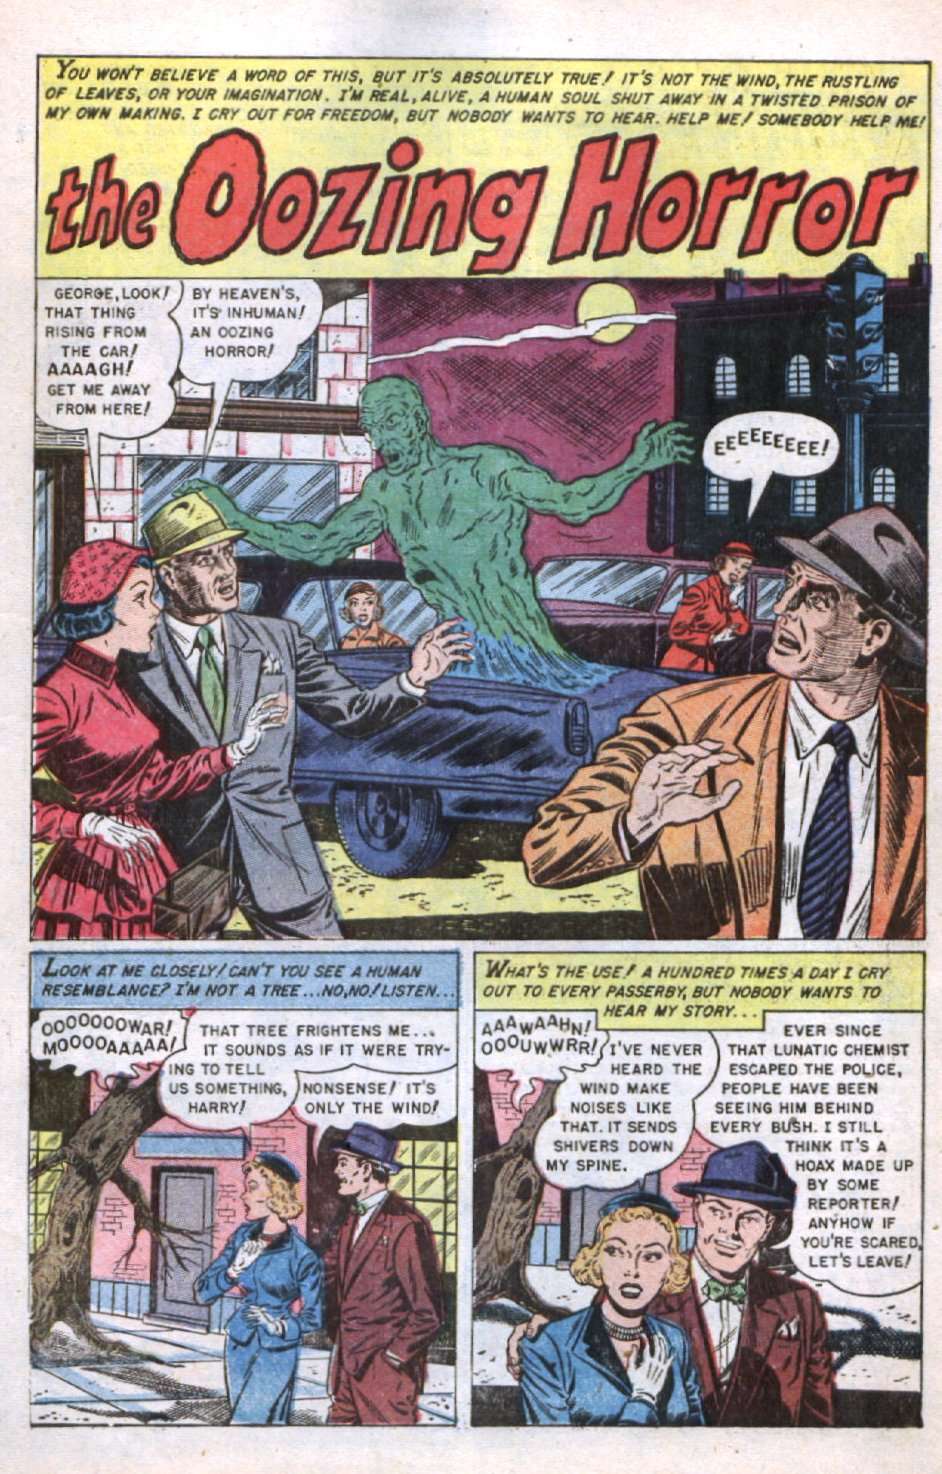 YOU WON'T BELIEVE A WORD OF THIS, BUT IT'S ABSOLUTELY TRUE! IT'S NOT THE WIND, THE RUSTLING
OF LEAVES, OR YOUR IMAGINATION. I'M REAL, ALIVE, A HUMAN SOUL SHUT AWAY IN A TWISTED PRISON OF
MY OWN MAKING. I CRY OUT FOR FREEDOM, BUT NOBODY WANTS TO HEAR. HELP ME! SOMEBODY HELP ME!
the Oozing Horror
GEORGE, LOOK!
THAT THING
RISING FROM
THE CAR!
AAAAGH!
GET ME AWAY
FROM HERE!
BY HEAVEN'S,
IT'S INHUMAN!
AN OOZING
HORROR!
EEEEEEEEE!
LOOK AT ME CLOSELY! CAN'T YOU SEE A HUMAN
RESEMBLANCE? I'M NOT A TREE...NO, NO! LISTEN...
OOOOOOOWAR!
MOOOOAAAAA!
THAT TREE FRIGHTENS ME...
IT SOUNDS AS IF IT WERE TRY-
ING TO TELL
US SOMETHING,
HARRY!
NONSENSE! IT'S
ONLY THE WIND!
WHAT'S THE USE! A HUNDRED TIMES A DAY I CRY
OUT TO EVERY PASSERBY, BUT NOBODY WANTS TO
HEAR MY STORY...
AAAWAAHN!
OOOUWWRR!
I'VE NEVER
HEARD THE
WIND MAKE
NOISES LIKE
THAT. IT SENDS
SHIVERS DOWN
MY SPINE.
EVER SINCE
THAT LUNATIC CHEMIST
ESCAPED THE POLICE,
PEOPLE HAVE BEEN
SEEING HIM BEHIND
EVERY BUSH. I STILL
THINK IT'S A
HOAX MADE UP
BY SOME
REPORTER!
ANYHOW IF
YOU'RE SCARED,
LET'S LEAVE!